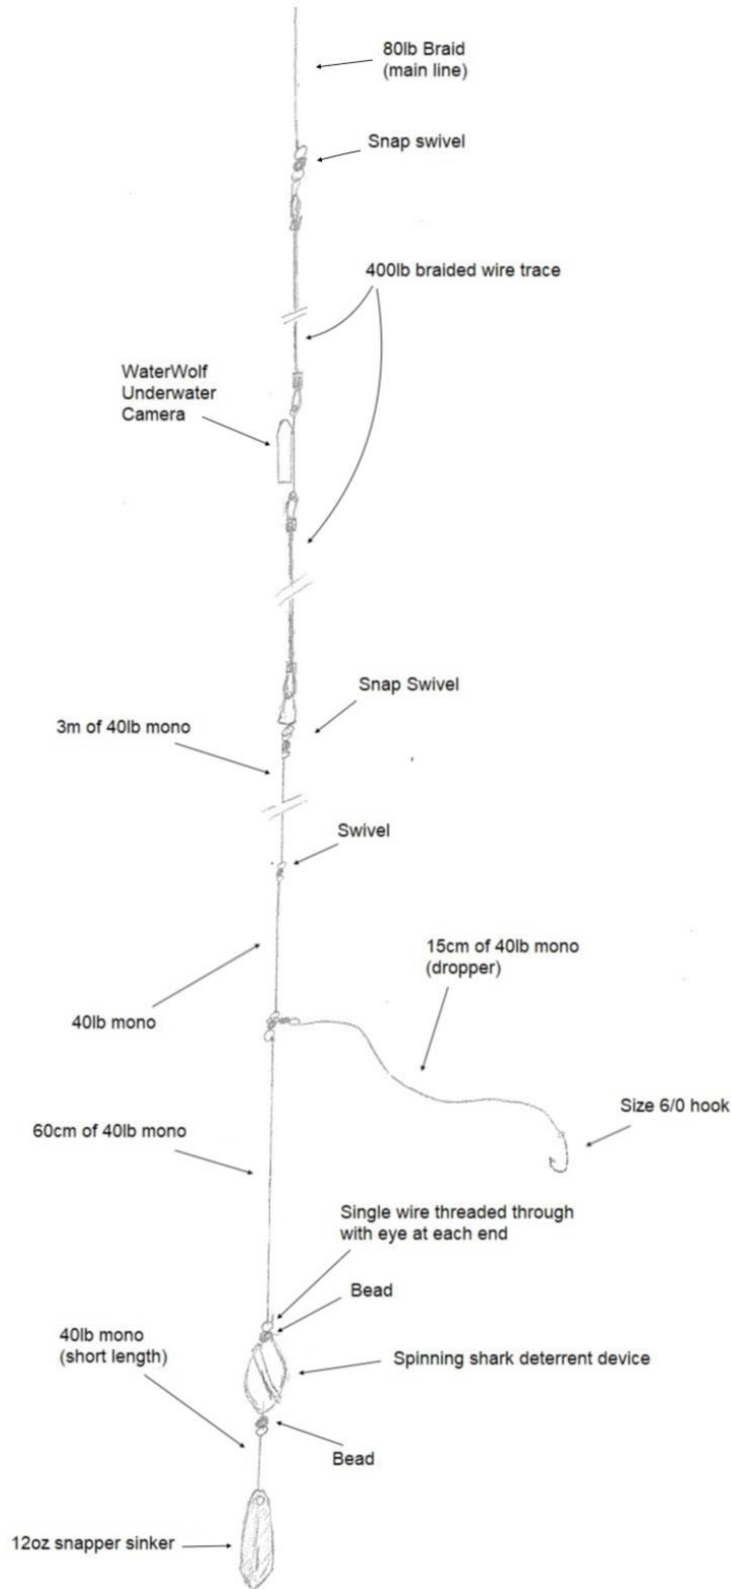 80lb Braid
(main line)
Snap swivel
400lb braided wire trace
WaterWolf
Underwater
Camera
Snap Swivel
3m of 40lb mono
Swivel
15cm of 40lb mono
(dropper)
40lb mono
Size 6/0 hook
60cm of 40lb mono
Single wire threaded through
with eye at each end
Bead
40lb mono
(short length)
Spinning shark deterrent device
Bead
12oz snapper sinker